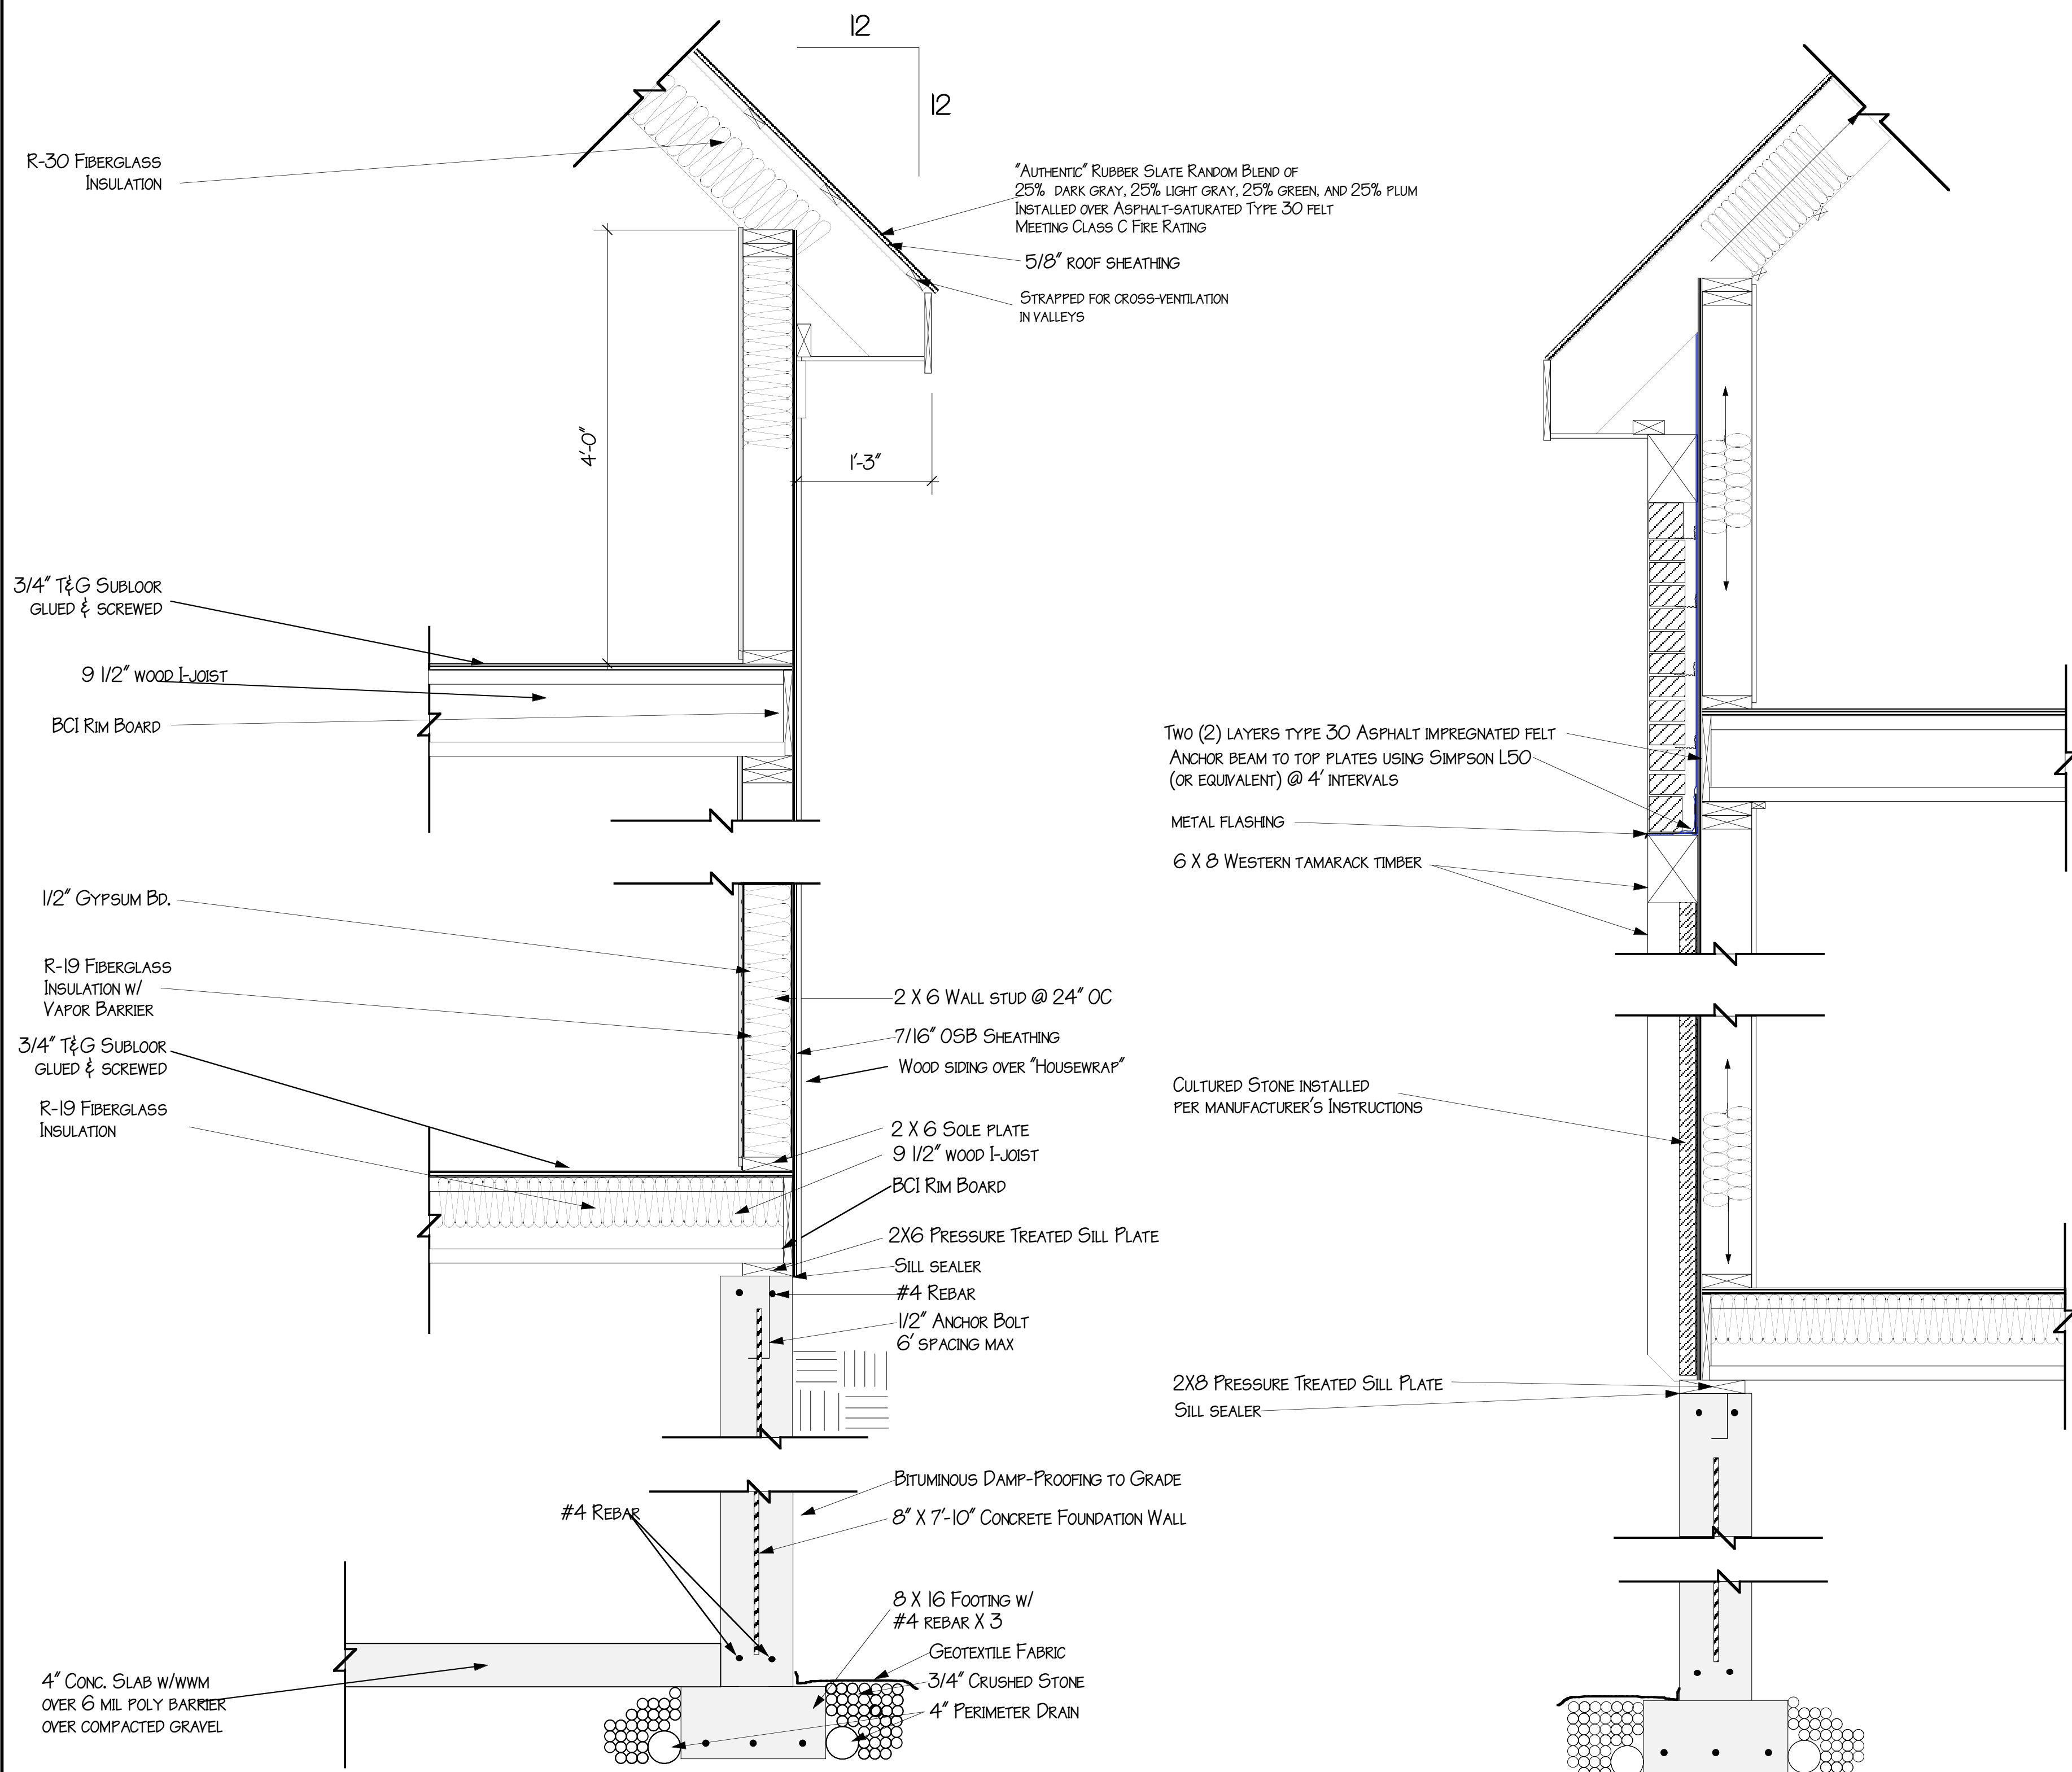 12
12
R-30 Fiberglass
Insulation
"Authentic" Rubber Slate Random Blend of
25% dark gray, 25% light gray, 25% green, and 25% plum
Installed over Asphalt-saturated Type 30 felt
Meeting Class C Fire Rating
5/8" roof sheathing
Strapped for cross-ventilation
in valleys
4'-0"
1'-3"
3/4" T&G Subloor
glued & screwed
9 1/2" wood I-joist
BCI Rim Board
1/2" Gypsum Bd.
R-19 Fiberglass
Insulation w/
Vapor Barrier
3/4" T&G Subloor
glued & screwed
R-19 Fiberglass
Insulation
2 X 6 Wall stud @ 24" OC
7/16" OSB Sheathing
Wood siding over "Housewrap"
2 X 6 Sole plate
9 1/2" wood I-joist
BCI Rim Board
2X6 Pressure Treated Sill Plate
Sill sealer
#4 Rebar
1/2" Anchor Bolt
6' spacing max
Bituminous Damp-Proofing to Grade
#4 Rebar
8" X 7'-10" Concrete Foundation Wall
8 X 16 Footing w/
#4 rebar X 3
Geotextile Fabric
3/4" Crushed Stone
4" Perimeter Drain
4" Conc. Slab w/wwm
over 6 mil poly barrier
over compacted gravel
Two (2) layers type 30 Asphalt impregnated felt
Anchor beam to top plates using Simpson L50
(or equivalent) @ 4' intervals
metal flashing
6 X 8 Western tamarack timber
Cultured Stone installed
per manufacturer's Instructions
2X8 Pressure Treated Sill Plate
Sill sealer